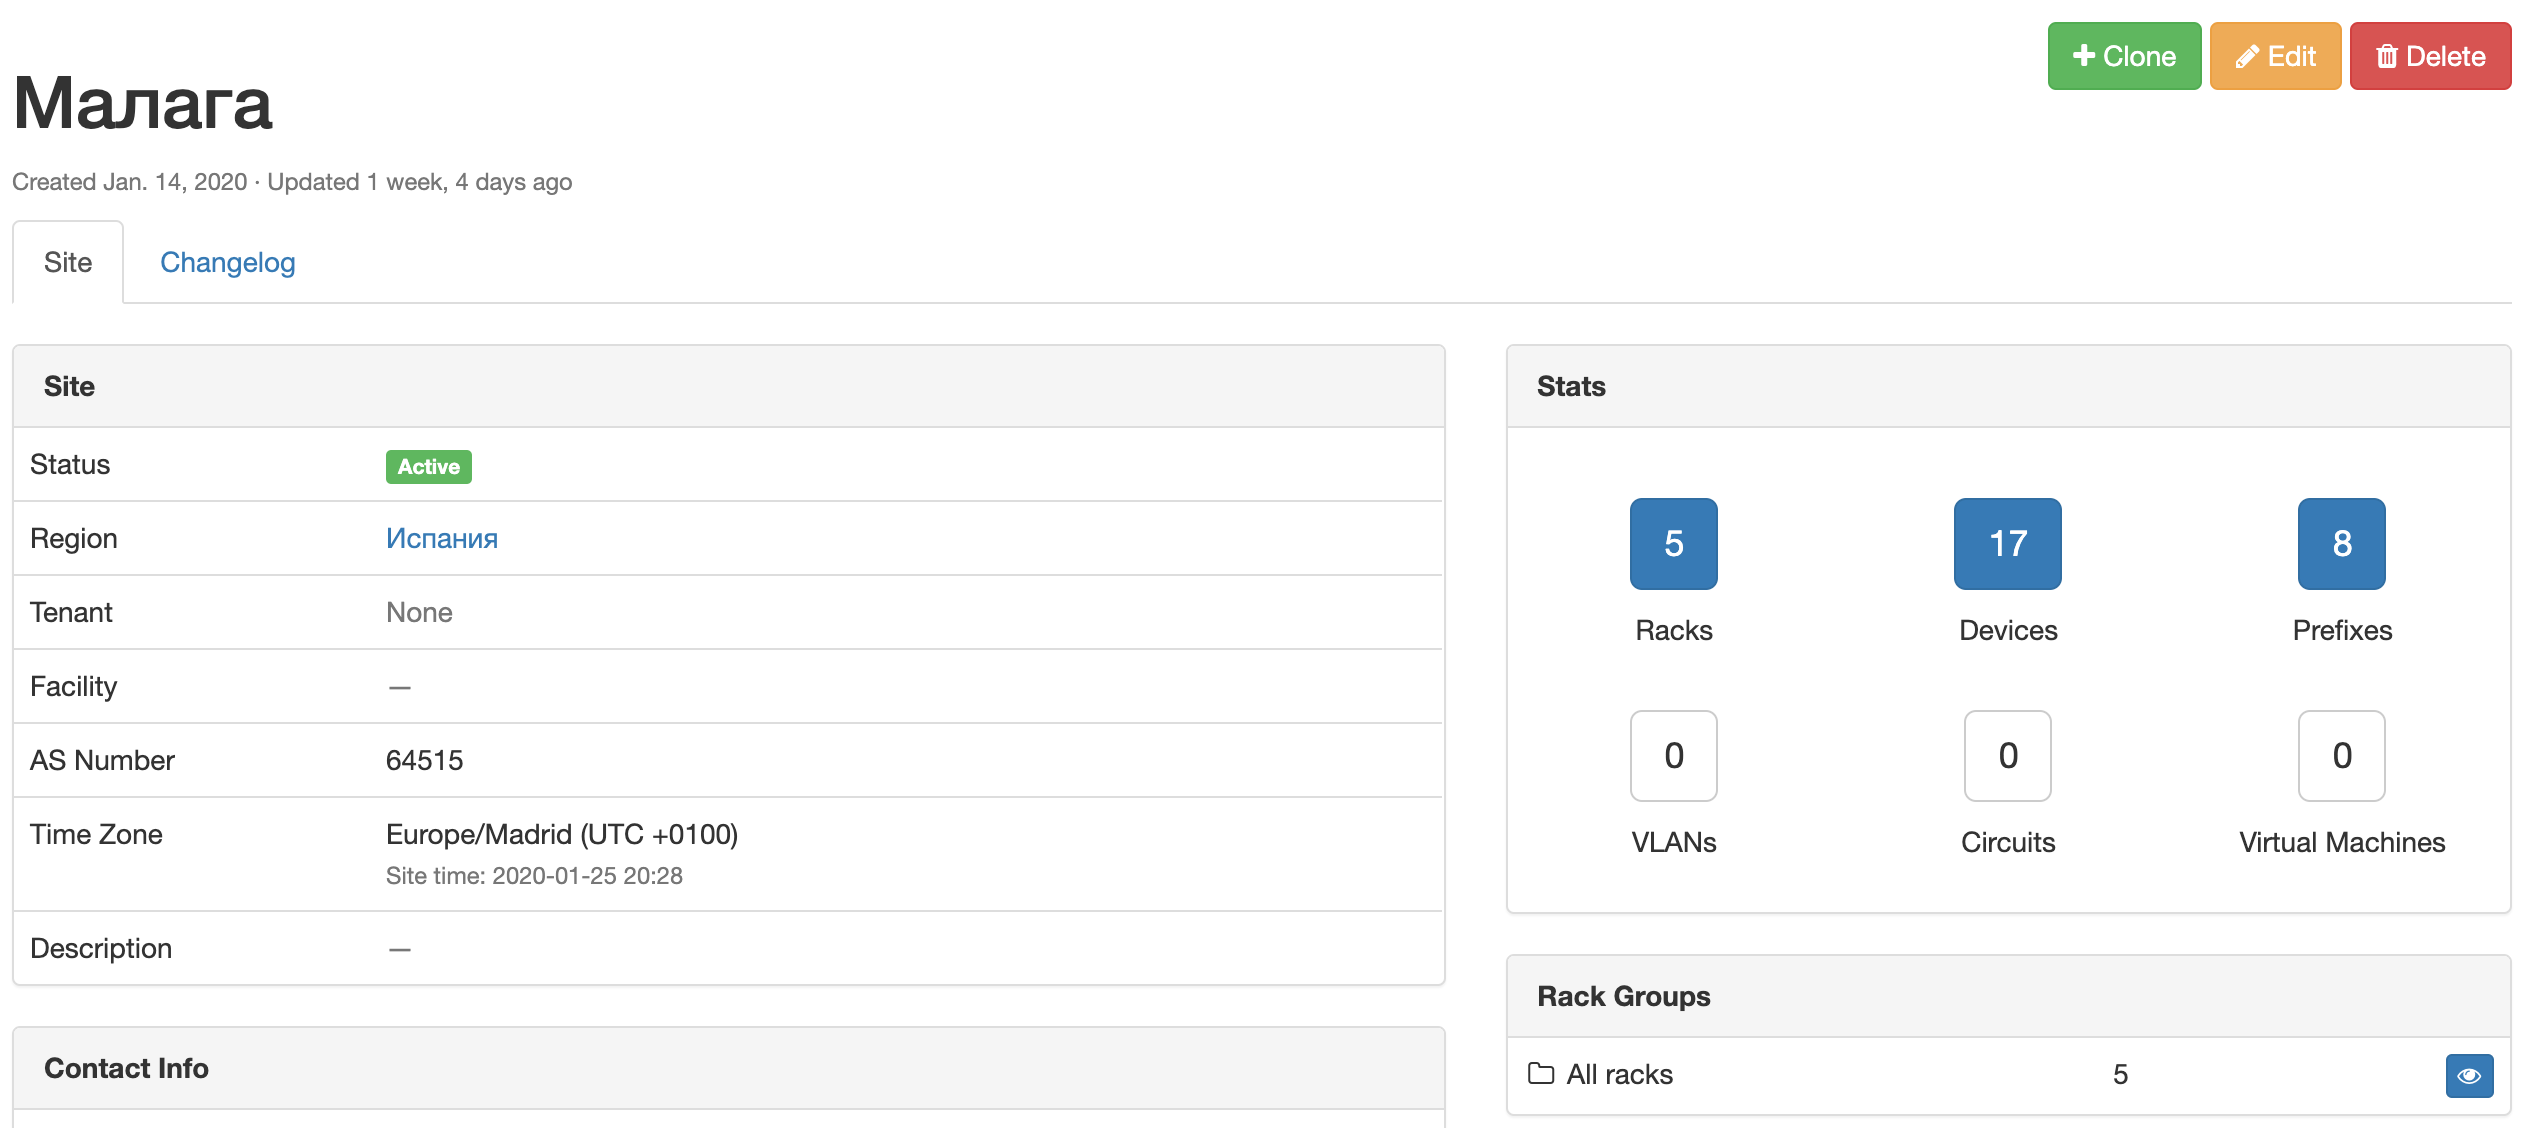 Clone
Edit
Delete
Малага
Created Jan. 14, 2020 · Updated 1 week, 4 days ago
Site
Changelog
Site
Status Active
Region Испания
Tenant None
Facility —
AS Number 64515
Time Zone Europe/Madrid (UTC +0100)
Site time: 2020-01-25 20:28
Description —
Contact Info
Stats
5 17 8
Racks Devices Prefixes
0 0 0
VLANs Circuits Virtual Machines
Rack Groups
All racks 5